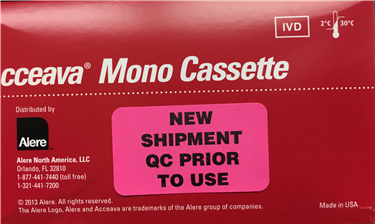 IVD
2°C
30°C
cceava® Mono Cassette
Distributed by
Alere
Alere North America, LLC
Orlando, FL 32810
1-877-441-7440 (toll free)
1-321-441-7200
NEW
SHIPMENT
QC PRIOR
TO USE
© 2013 Alere. All rights reserved.
The Alere Logo, Alere and Acceava are trademarks of the Alere group of companies.
Made in USA